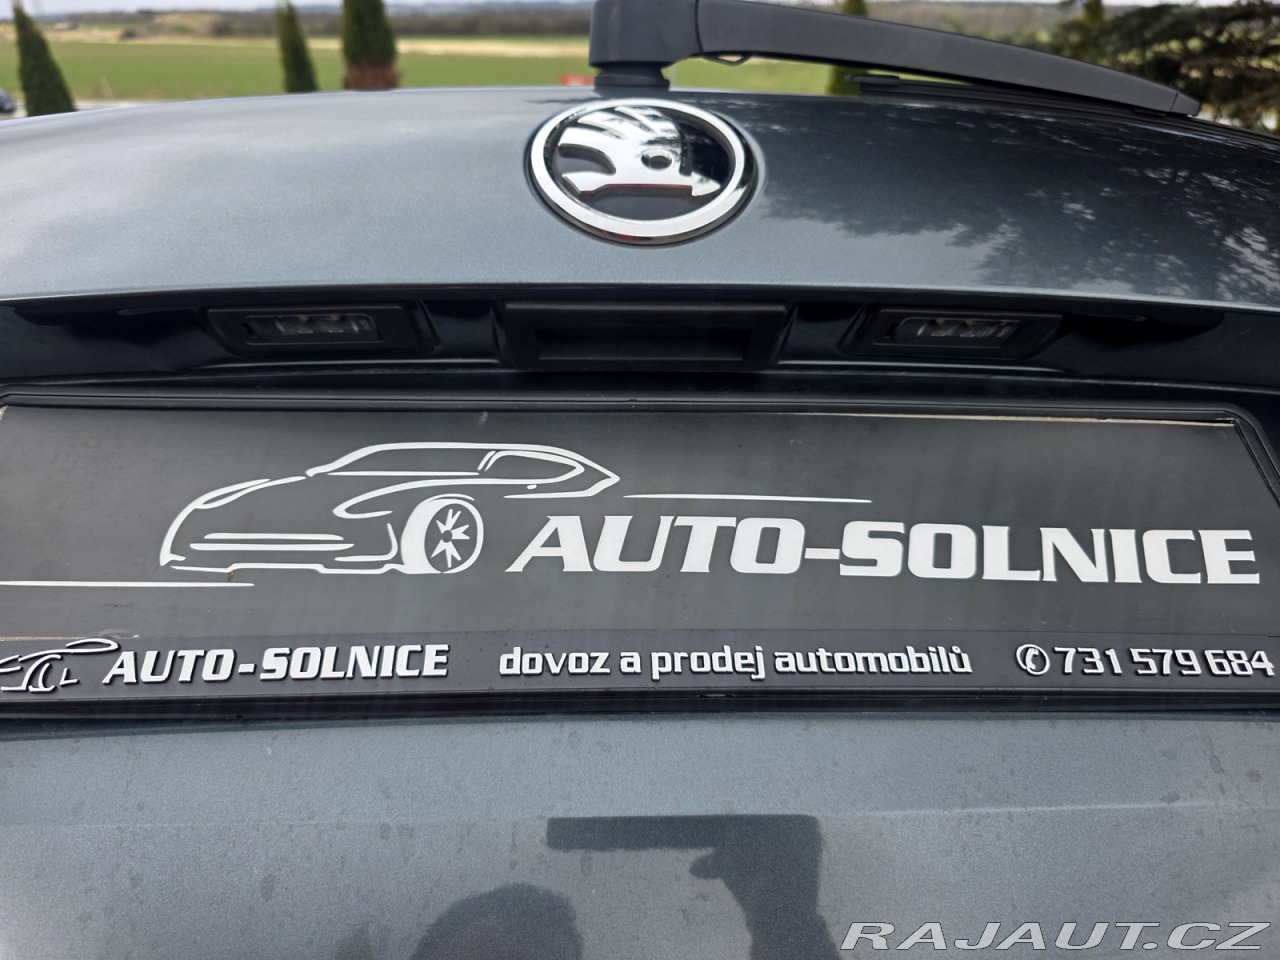 AUTO-SOLNICE
AUTO-SOLNICE dovoz a prodej automobilů ✆731 579 684
RAJAUT.CZ